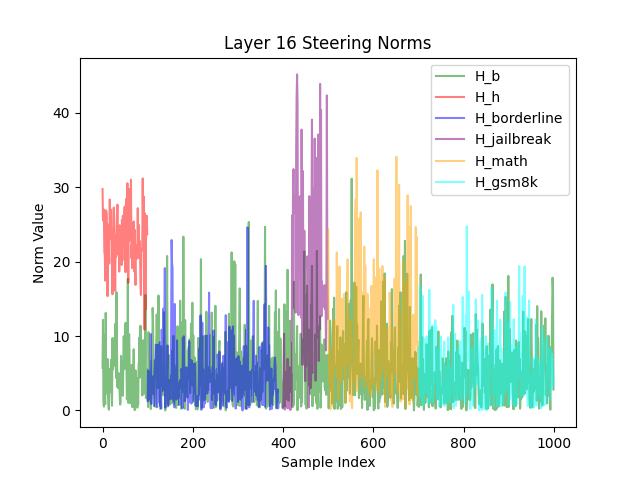 Layer 16 Steering Norms
H_b
H_h
H_borderline
H_jailbreak
H_math
H_gsm8k
Norm Value
40
30
20
10
0
0
200
400
600
800
1000
Sample Index